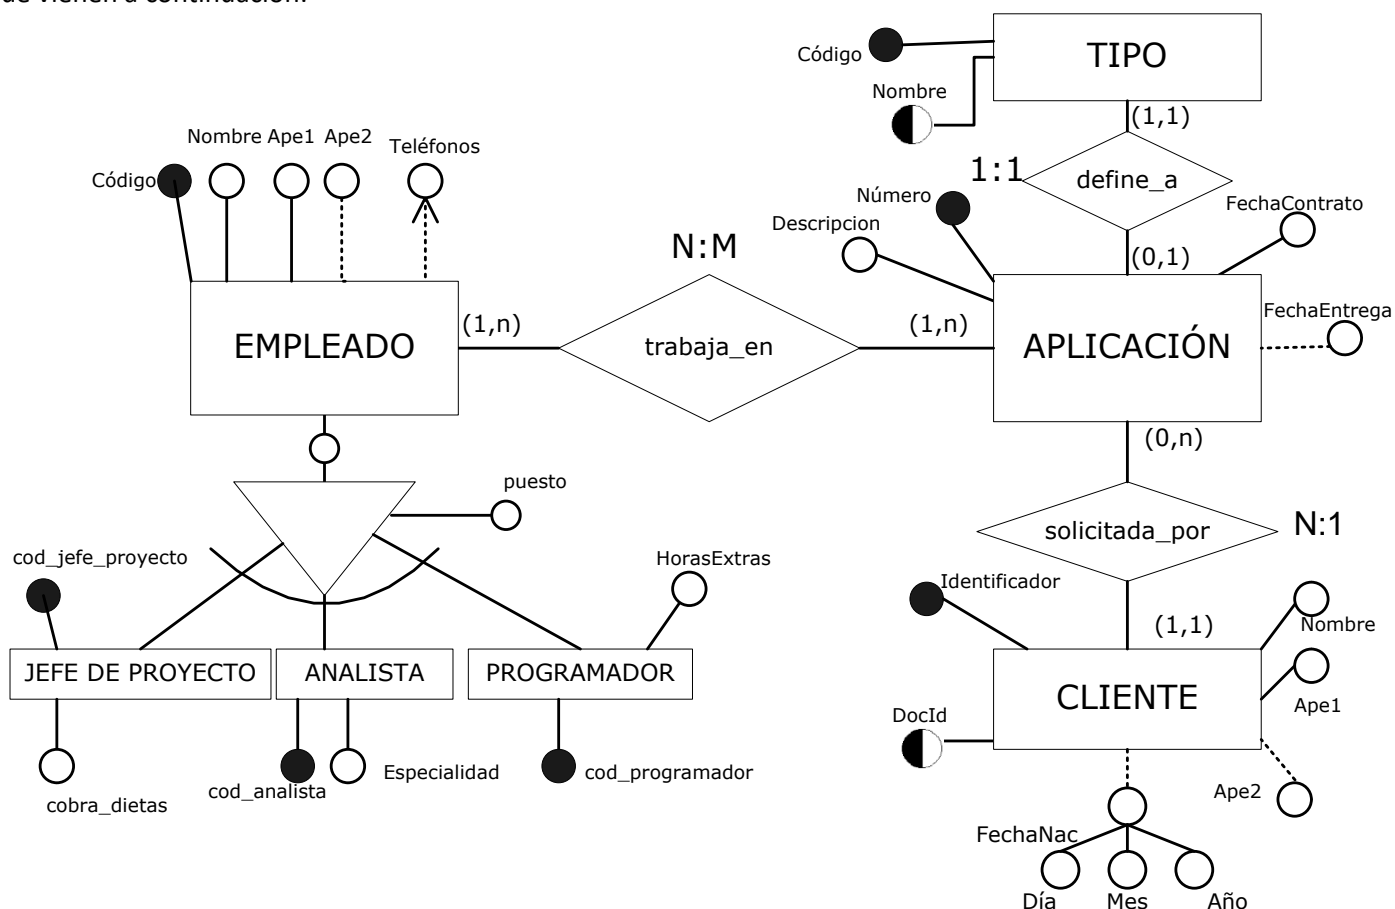 de vienen a continuación:
TIPO
Código
Nombre
(1,1)
define_a
1:1
(0,1)
Nombre Ape1 Ape2
Teléfonos
Código
Número
Descripcion
FechaContrato
FechaEntrega
N:M
EMPLEADO
(1,n)
trabaja_en
(1,n)
APLICACIÓN
(0,n)
puesto
solicitada_por
N:1
cod_jefe_proyecto
HorasExtras
Identificador
(1,1)
Nombre
JEFE DE PROYECTO
ANALISTA
PROGRAMADOR
CLIENTE
Ape1
DocId
cobra_dietas
cod_analista
Especialidad
cod_programador
Ape2
FechaNac
Día
Mes
Año